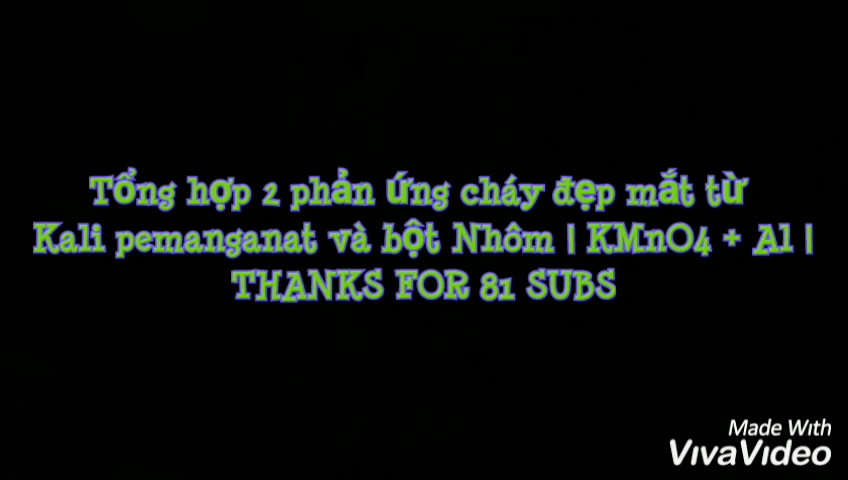 Tổng hợp 2 phản ứng cháy đẹp mắt từ
Kali pemanganat và bột Nhôm | KMnO4 + Al |
THANKS FOR 81 SUBS
Made With
VivaVideo